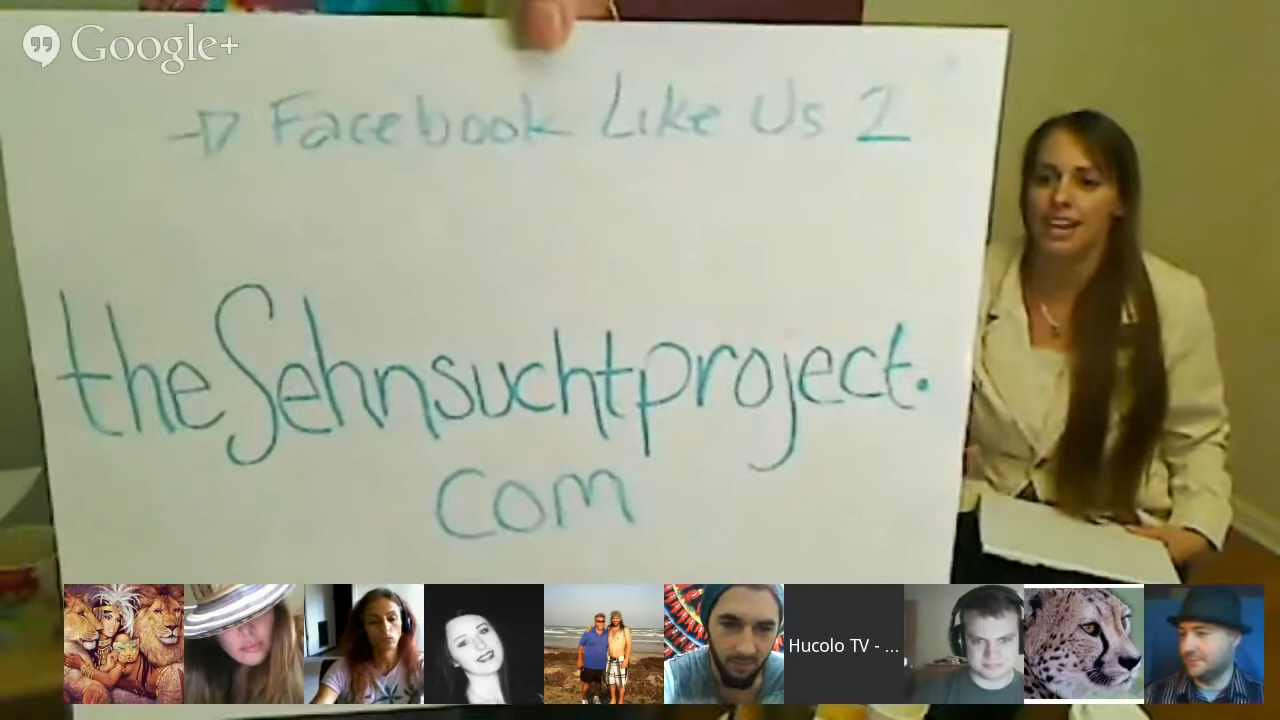 Google+
→ Facebook Like Us 2
theSehnsuchtproject.
com
Hucolo TV - ...